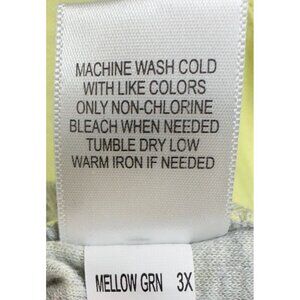 MACHINE WASH COLD
WITH LIKE COLORS
ONLY NON-CHLORINE
BLEACH WHEN NEEDED
TUMBLE DRY LOW
WARM IRON IF NEEDED
MELLOW GRN 3X